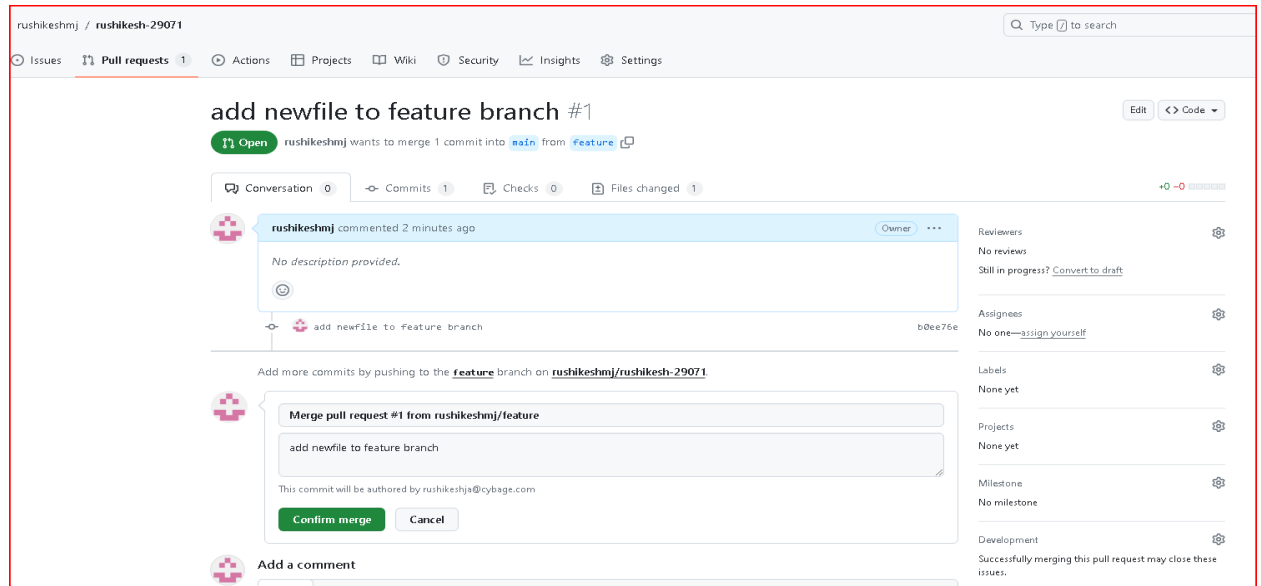 rushikeshmj / rushikesh-29071
Type / to search
Issues
Pull requests 1
Actions
Projects
Wiki
Security
Insights
Settings
add newfile to feature branch #1
Edit
<> Code
Open
rushikeshmj wants to merge 1 commit into main from feature
Conversation 0
Commits 1
Checks 0
Files changed 1
+0 −0
rushikeshmj commented 2 minutes ago
Owner
...
No description provided.
add newfile to feature branch
b0ee76e
Add more commits by pushing to the feature branch on rushikeshmj/rushikesh-29071.
Merge pull request #1 from rushikeshmj/feature
add newfile to feature branch
This commit will be authored by rushikeshja@cybage.com
Confirm merge
Cancel
Add a comment
Reviewers
No reviews
Still in progress? Convert to draft
Assignees
No one—assign yourself
Labels
None yet
Projects
None yet
Milestone
No milestone
Development
Successfully merging this pull request may close these
issues.